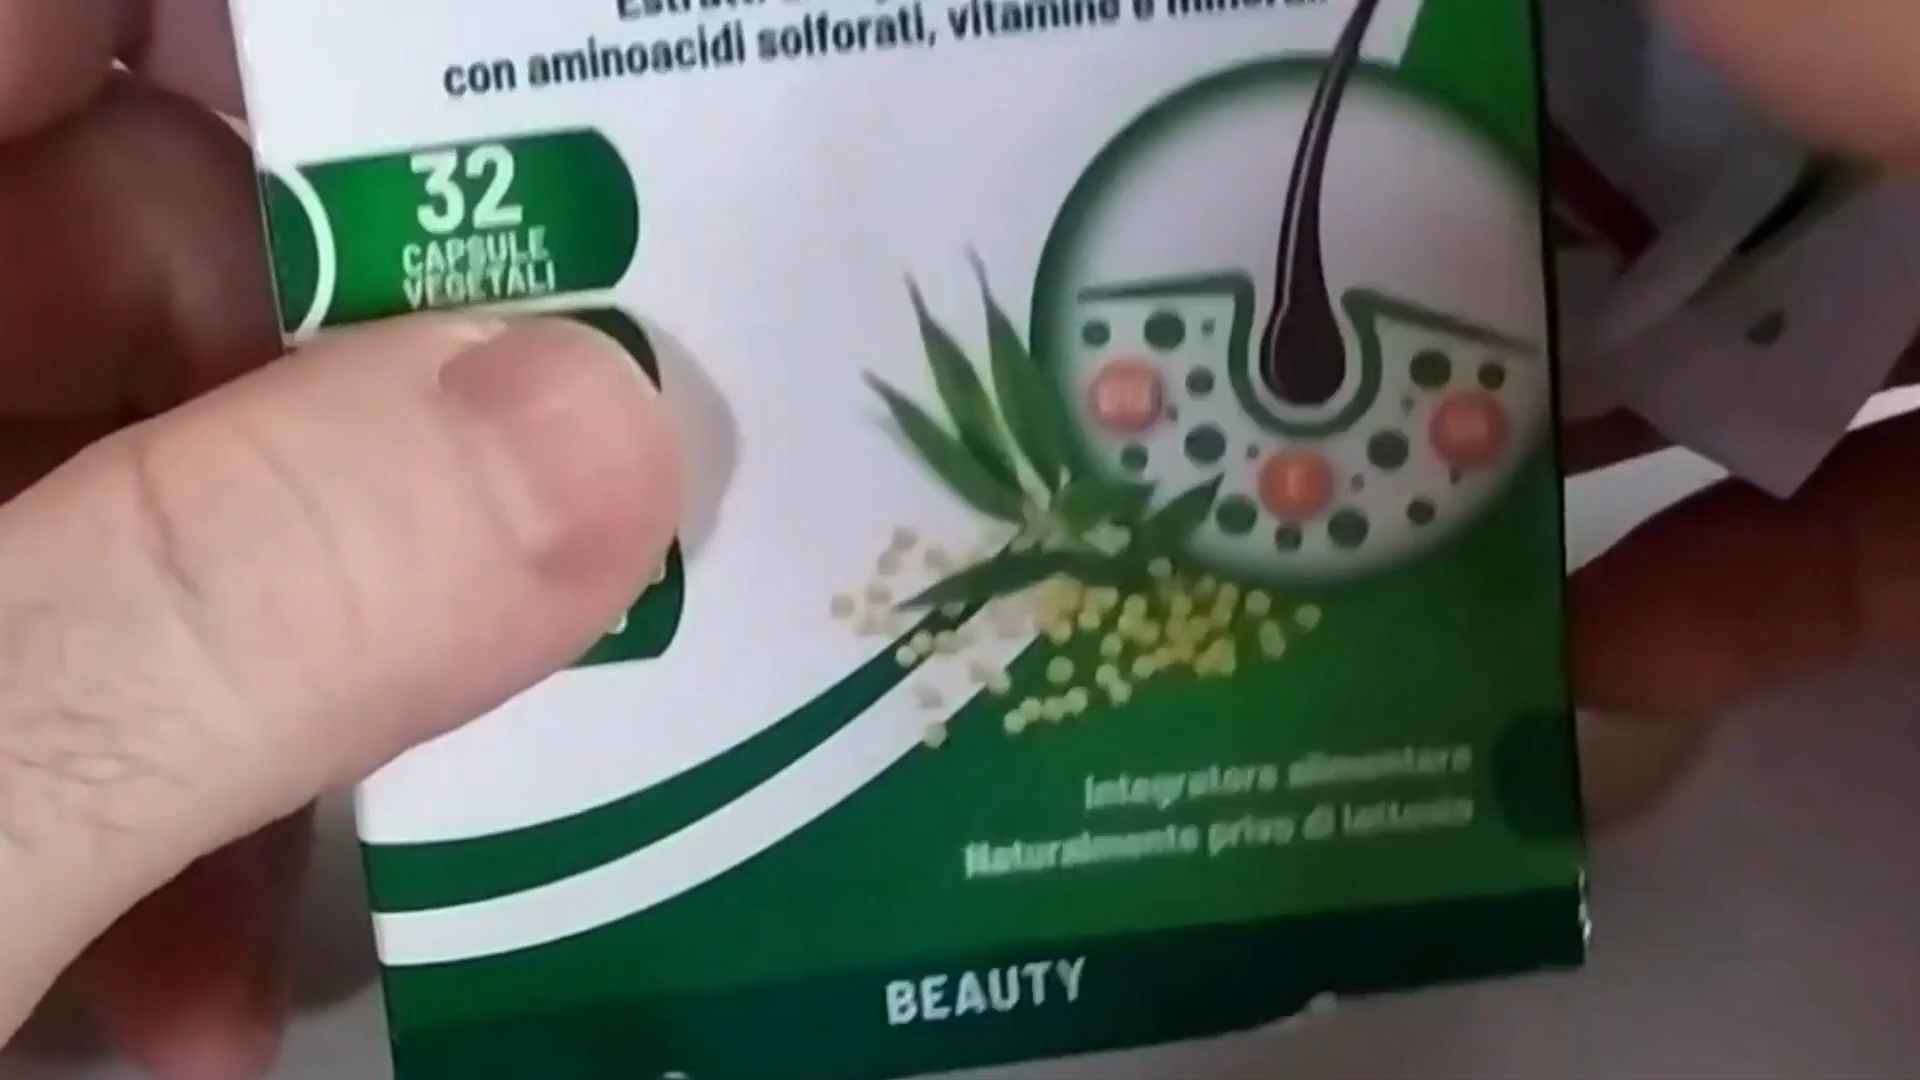 con aminoacidi solforati, vitamine e minerali
32
CAPSULE
VEGETALI
Integratore alimentare
Naturalmente privo di lattosio
BEAUTY